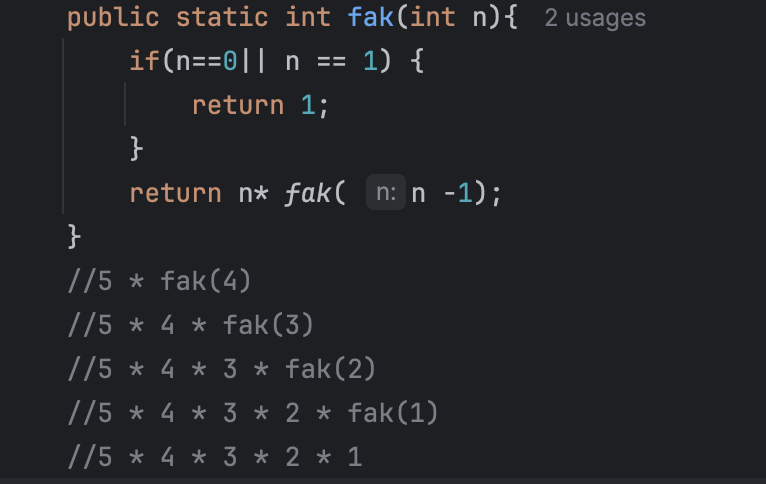 public static int fak(int n){ 2 usages
if(n==0|| n == 1) {
return 1;
}
return n* fak( n: n -1);
}
//5 * fak(4)
//5 * 4 * fak(3)
//5 * 4 * 3 * fak(2)
//5 * 4 * 3 * 2 * fak(1)
//5 * 4 * 3 * 2 * 1